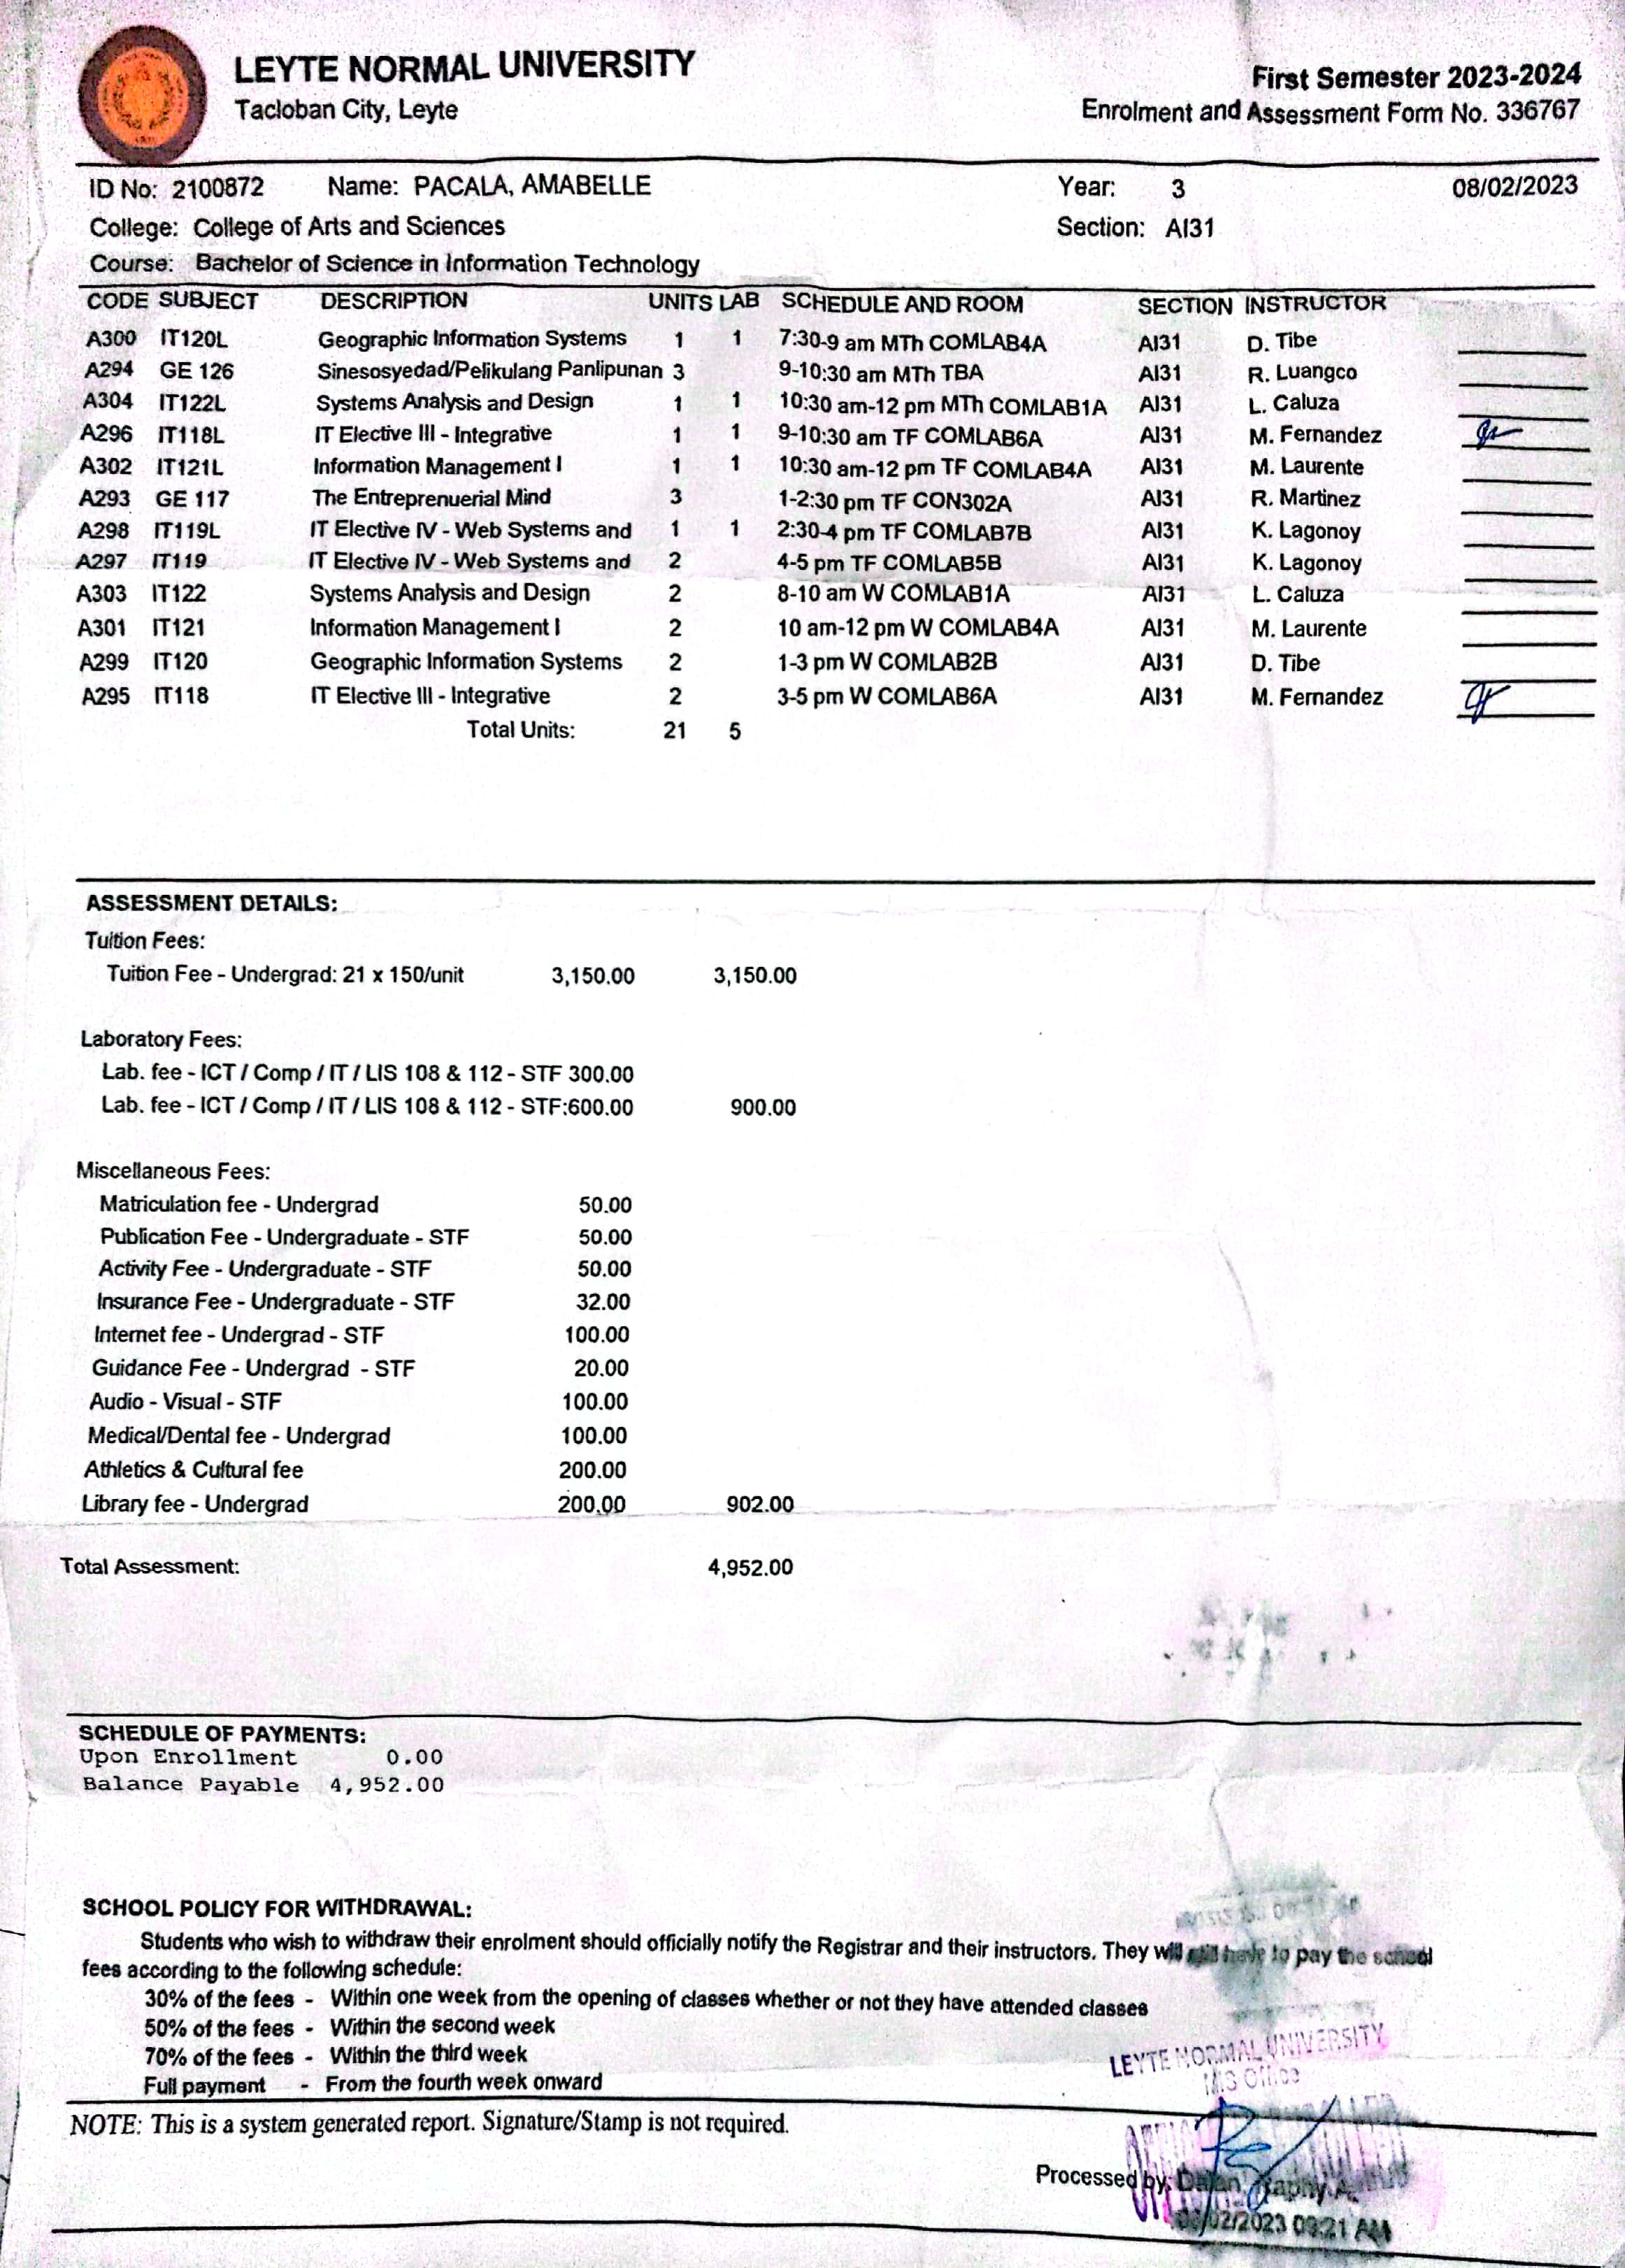 LEYTE NORMAL UNIVERSITY
Tacloban City, Leyte
First Semester 2023-2024
Enrolment and Assessment Form No. 336767
ID No: 2100872 Name: PACALA, AMABELLE Year: 3 08/02/2023
College: College of Arts and Sciences Section: AI31
Course: Bachelor of Science in Information Technology
CODE SUBJECT DESCRIPTION UNITS LAB SCHEDULE AND ROOM SECTION INSTRUCTOR
A300 IT120L Geographic Information Systems 1 1 7:30-9 am MTh COMLAB4A AI31 D. Tibe
A294 GE 126 Sinesosyedad/Pelikulang Panlipunan 3 9-10:30 am MTh TBA AI31 R. Luangco
A304 IT122L Systems Analysis and Design 1 1 10:30 am-12 pm MTh COMLAB1A AI31 L. Caluza
A296 IT118L IT Elective III - Integrative 1 1 9-10:30 am TF COMLAB6A AI31 M. Fernandez
A302 IT121L Information Management I 1 1 10:30 am-12 pm TF COMLAB4A AI31 M. Laurente
A293 GE 117 The Entreprenuerial Mind 3 1-2:30 pm TF CON302A AI31 R. Martinez
A298 IT119L IT Elective IV - Web Systems and 1 1 2:30-4 pm TF COMLAB7B AI31 K. Lagonoy
A297 IT119 IT Elective IV - Web Systems and 2 4-5 pm TF COMLAB5B AI31 K. Lagonoy
A303 IT122 Systems Analysis and Design 2 8-10 am W COMLAB1A AI31 L. Caluza
A301 IT121 Information Management I 2 10 am-12 pm W COMLAB4A AI31 M. Laurente
A299 IT120 Geographic Information Systems 2 1-3 pm W COMLAB2B AI31 D. Tibe
A295 IT118 IT Elective III - Integrative 2 3-5 pm W COMLAB6A AI31 M. Fernandez
Total Units: 21 5
ASSESSMENT DETAILS:
Tuition Fees:
Tuition Fee - Undergrad: 21 x 150/unit 3,150.00 3,150.00
Laboratory Fees:
Lab. fee - ICT / Comp / IT / LIS 108 & 112 - STF 300.00
Lab. fee - ICT / Comp / IT / LIS 108 & 112 - STF:600.00 900.00
Miscellaneous Fees:
Matriculation fee - Undergrad 50.00
Publication Fee - Undergraduate - STF 50.00
Activity Fee - Undergraduate - STF 50.00
Insurance Fee - Undergraduate - STF 32.00
Internet fee - Undergrad - STF 100.00
Guidance Fee - Undergrad - STF 20.00
Audio - Visual - STF 100.00
Medical/Dental fee - Undergrad 100.00
Athletics & Cultural fee 200.00
Library fee - Undergrad 200.00 902.00
Total Assessment: 4,952.00
SCHEDULE OF PAYMENTS:
Upon Enrollment 0.00
Balance Payable 4,952.00
SCHOOL POLICY FOR WITHDRAWAL:
Students who wish to withdraw their enrolment should officially notify the Registrar and their instructors. They will still have to pay the school
fees according to the following schedule:
30% of the fees - Within one week from the opening of classes whether or not they have attended classes
50% of the fees - Within the second week
70% of the fees - Within the third week
Full payment - From the fourth week onward
LEYTE NORMAL UNIVERSITY
MIS Office
NOTE: This is a system generated report. Signature/Stamp is not required.
Processed by:
08/02/2023 09:21 AM